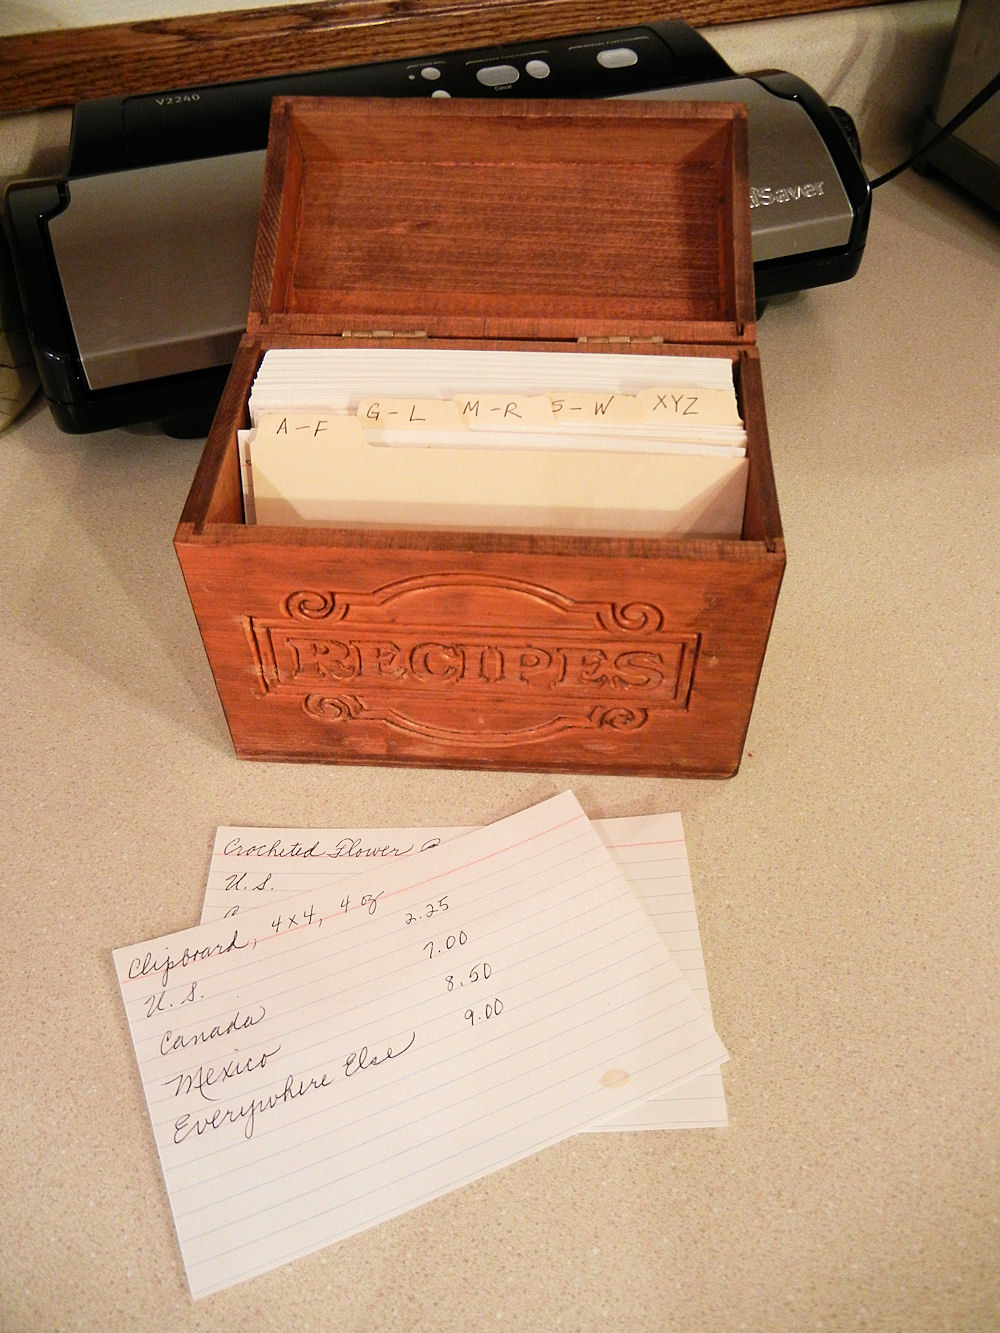 V2240
Cancel
dSaver
A-F
G-L
M-R
S-W
XYZ
RECIPES
Crocheted Flower
U.S.
Clipboard, 4x4, 4 oz
U.S. 2.25
Canada 7.00
Mexico 8.50
Everywhere Else 9.00